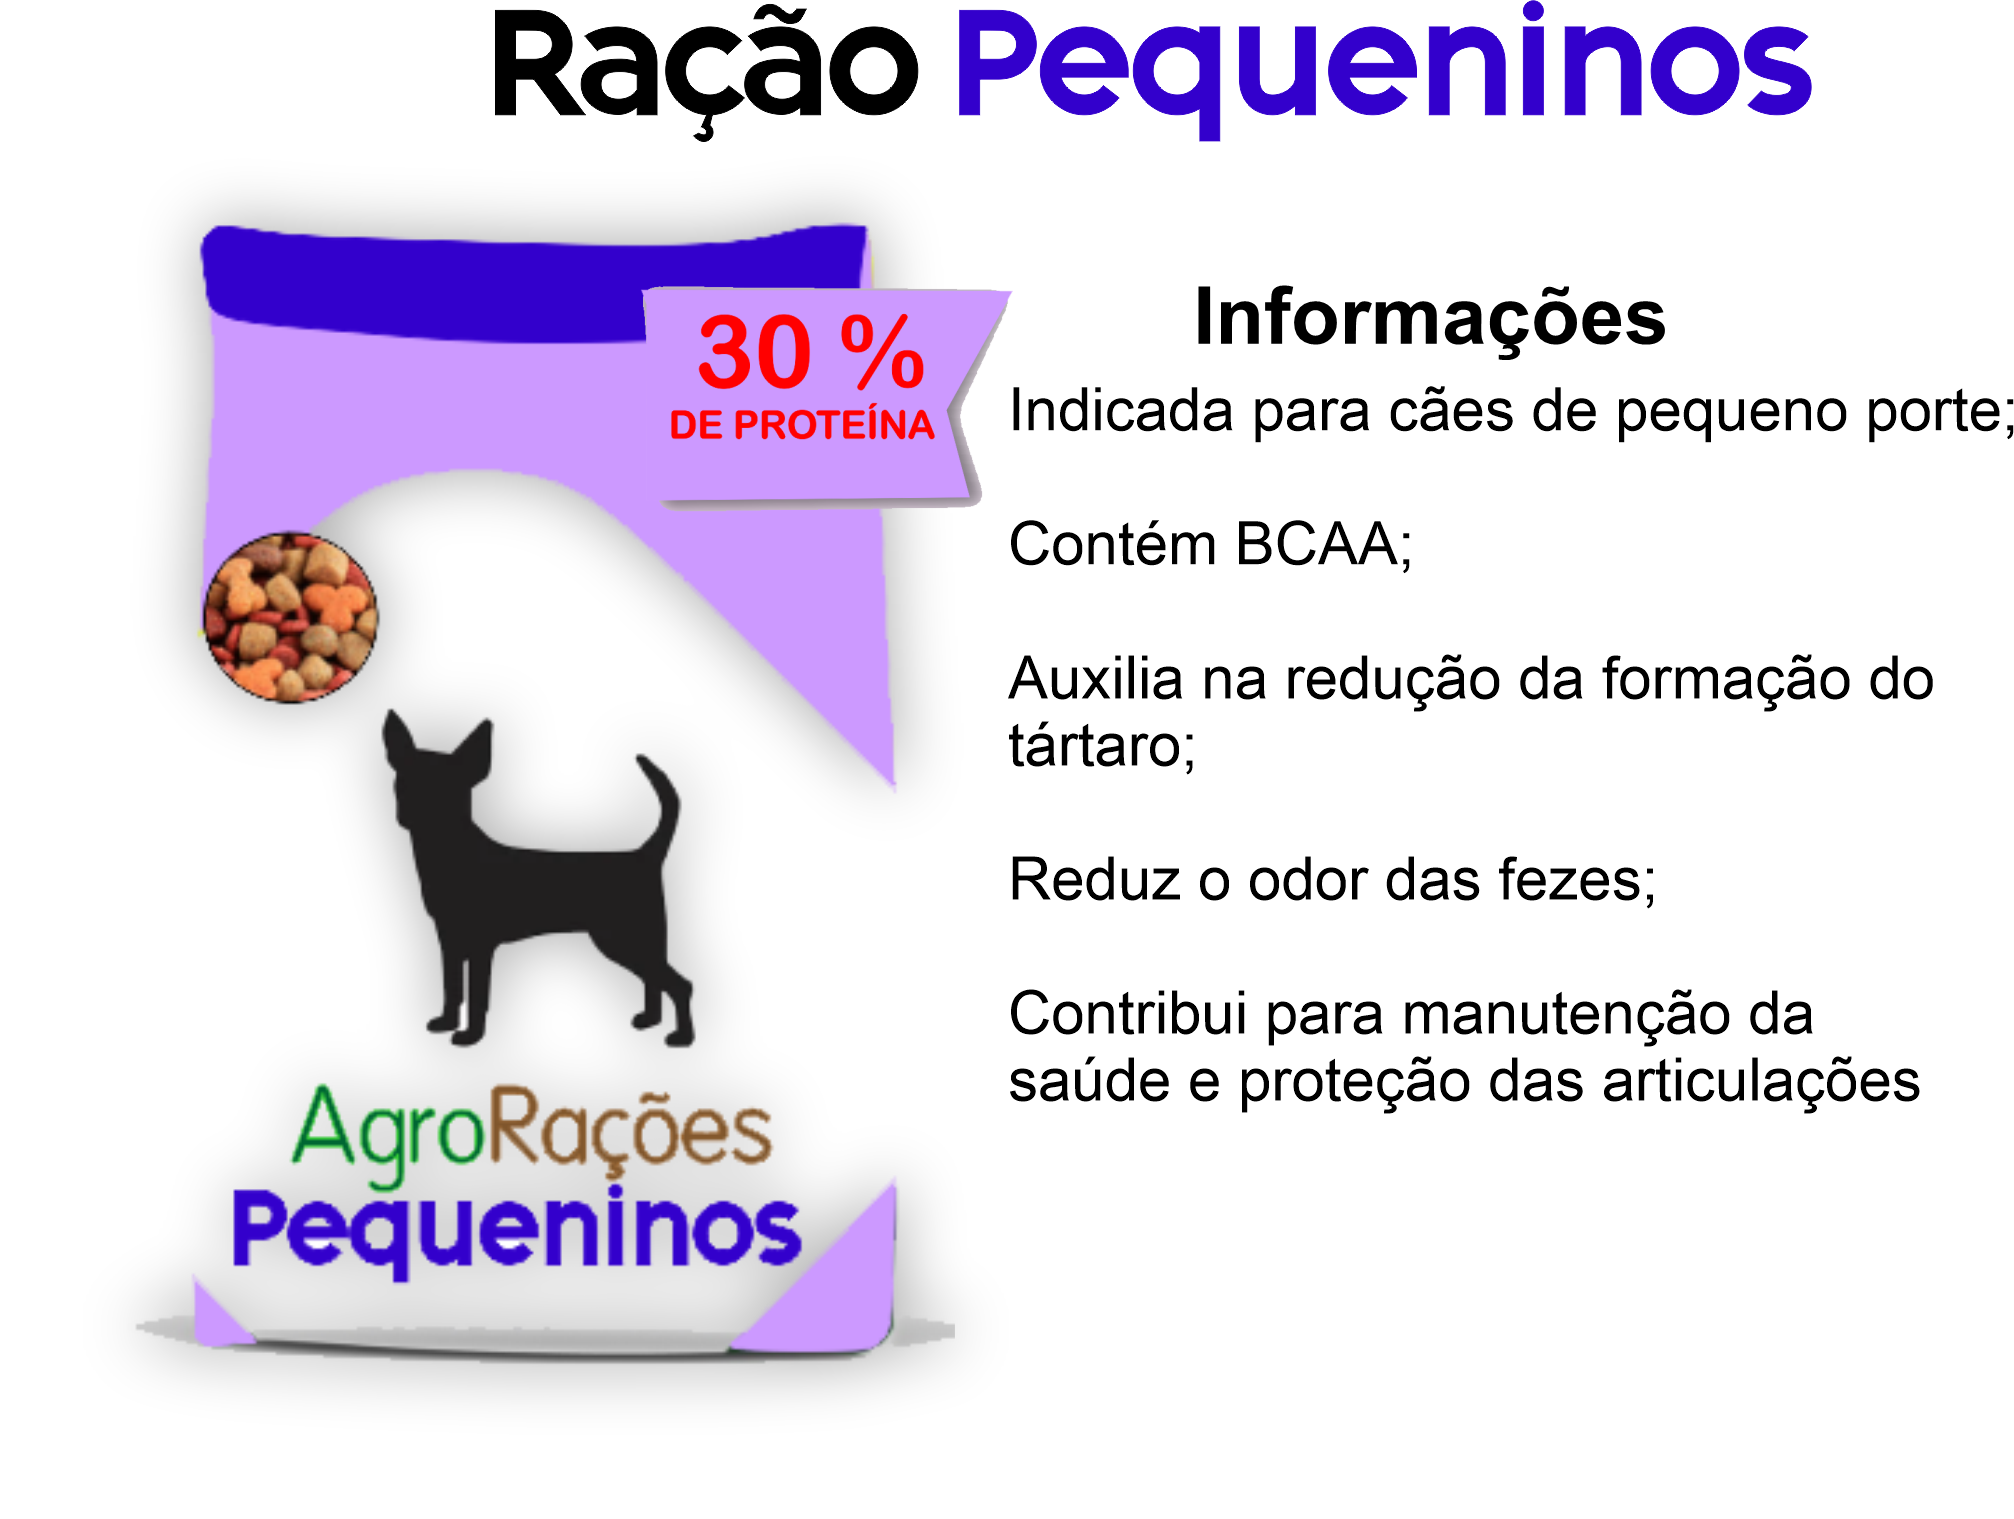 Ração Pequeninos
30 %
DE PROTEÍNA
Informações
Indicada para cães de pequeno porte;
Contém BCAA;
Auxilia na redução da formação do
tártaro;
Reduz o odor das fezes;
Contribui para manutenção da
saúde e proteção das articulações
AgroRações
Pequeninos